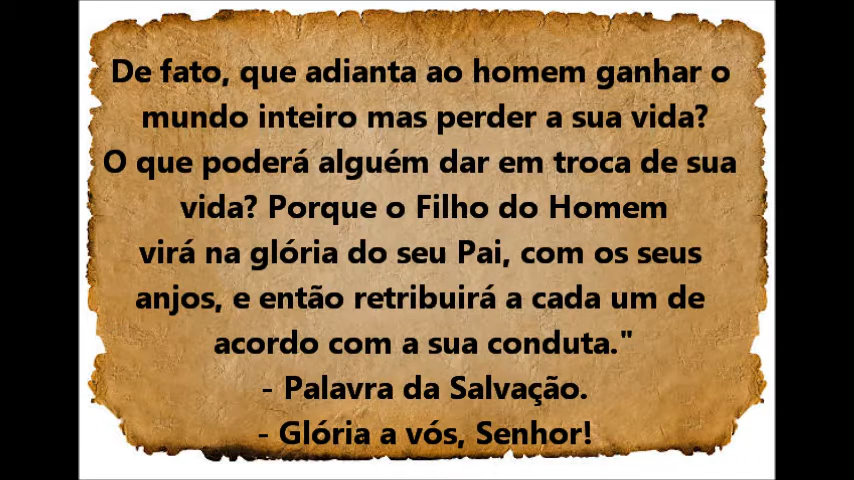 De fato, que adianta ao homem ganhar o
mundo inteiro mas perder a sua vida?
O que poderá alguém dar em troca de sua
vida? Porque o Filho do Homem
virá na glória do seu Pai, com os seus
anjos, e então retribuirá a cada um de
acordo com a sua conduta."
- Palavra da Salvação.
- Glória a vós, Senhor!